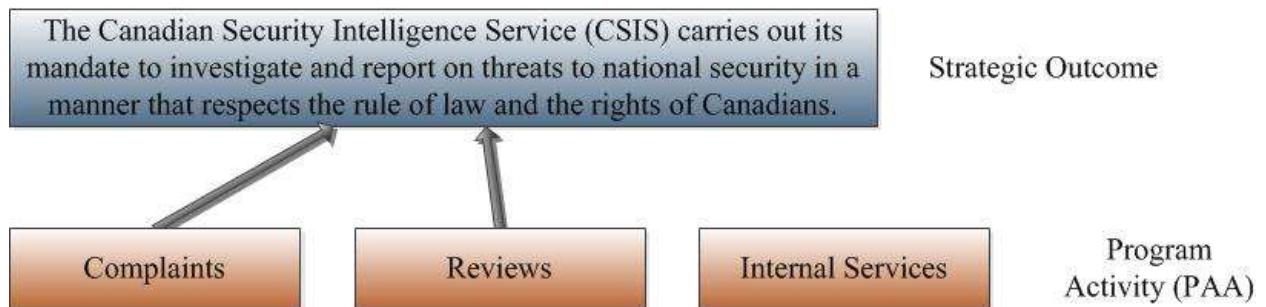 The Canadian Security Intelligence Service (CSIS) carries out its
mandate to investigate and report on threats to national security in a
manner that respects the rule of law and the rights of Canadians.
Strategic Outcome
Complaints
Reviews
Internal Services
Program
Activity (PAA)